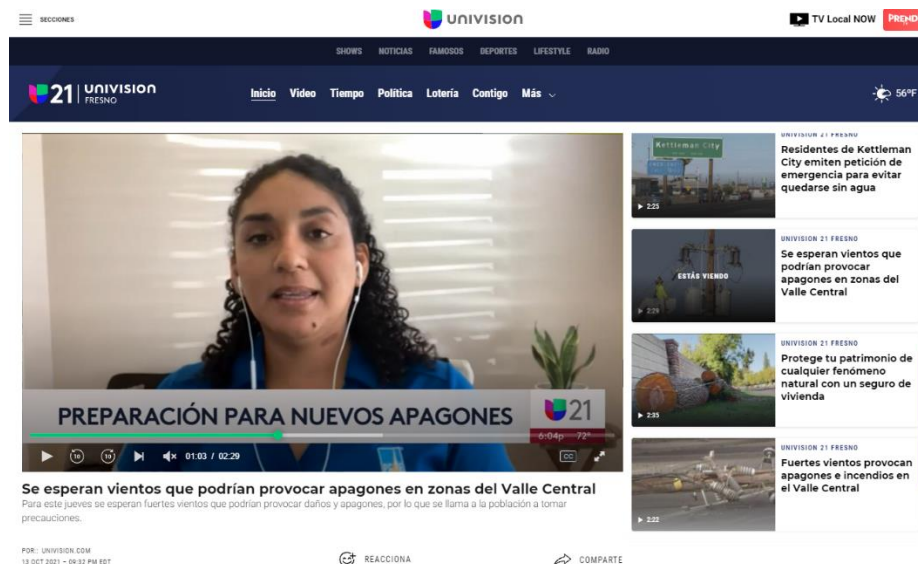 SECCIONES
UNIVISION
TV Local NOW
SHOWS NOTICIAS FAMOSOS DEPORTES LIFESTYLE RADIO
21 UNIVISION
FRESNO
Inicio Video Tiempo Política Lotería Contigo Más
56°F
PREPARACIÓN PARA NUEVOS APAGONES
21
6:04p 72°
01:03 / 02:29
CC
Se esperan vientos que podrían provocar apagones en zonas del Valle Central
Para este jueves se esperan fuertes vientos que podrían provocar daños y apagones, por lo que se llama a la población a tomar
precauciones.
POR:: UNIVISION.COM
13 OCT 2021 – 09:32 PM EDT
REACCIONA
COMPARTE
Kettleman City
2:25
UNIVISION 21 FRESNO
Residentes de Kettleman
City emiten petición de
emergencia para evitar
quedarse sin agua
ESTÁS VIENDO
2:29
UNIVISION 21 FRESNO
Se esperan vientos que
podrían provocar
apagones en zonas del
Valle Central
2:35
UNIVISION 21 FRESNO
Protege tu patrimonio de
cualquier fenómeno
natural con un seguro de
vivienda
2:22
UNIVISION 21 FRESNO
Fuertes vientos provocan
apagones e incendios en
el Valle Central